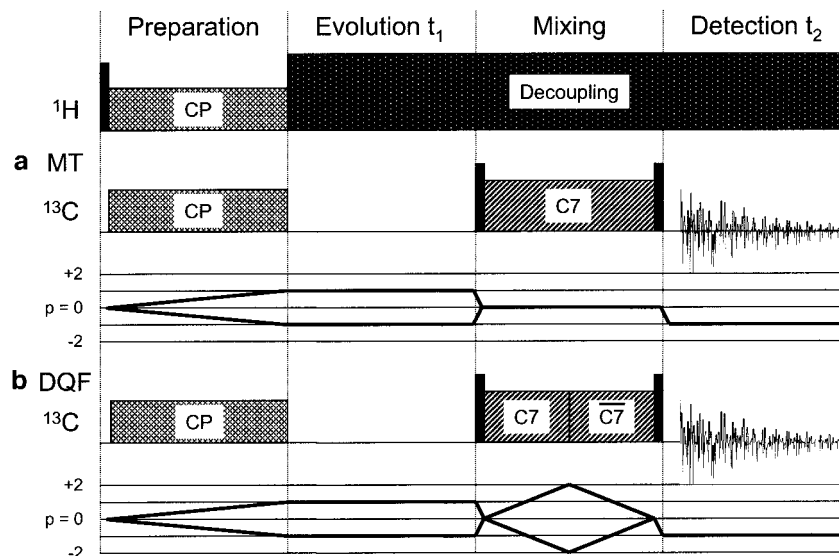 Preparation Evolution t₁ Mixing Detection t₂
¹H CP Decoupling
a MT
¹³C CP C7
+2
p = 0
-2
b DQF
¹³C CP C7 C̅7̅
+2
p = 0
-2